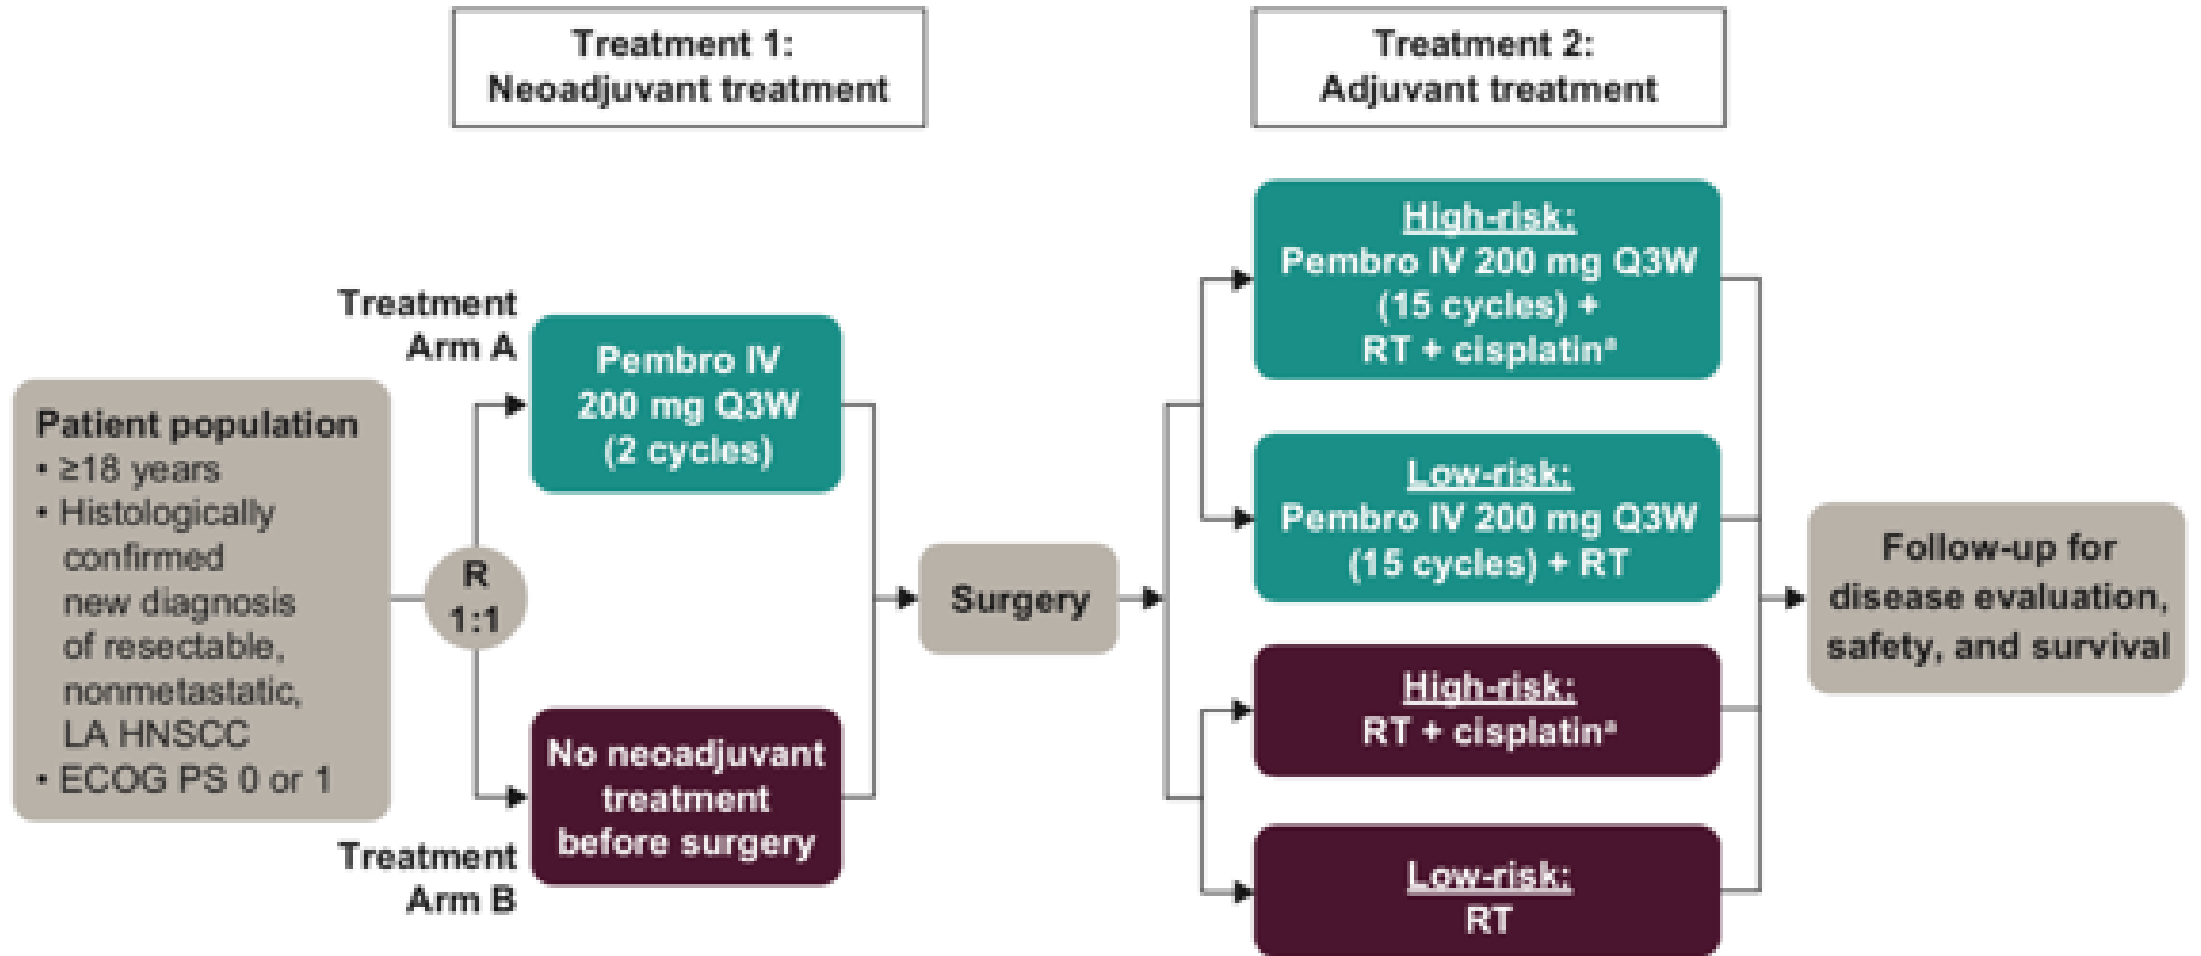 Treatment 1:
Neoadjuvant treatment
Treatment 2:
Adjuvant treatment
Patient population
• ≥18 years
• Histologically
confirmed
new diagnosis
of resectable,
nonmetastatic,
LA HNSCC
• ECOG PS 0 or 1
R
1:1
Treatment
Arm A
Pembro IV
200 mg Q3W
(2 cycles)
Treatment
Arm B
No neoadjuvant
treatment
before surgery
Surgery
High-risk:
Pembro IV 200 mg Q3W
(15 cycles) +
RT + cisplatinᵃ
Low-risk:
Pembro IV 200 mg Q3W
(15 cycles) + RT
High-risk:
RT + cisplatinᵃ
Low-risk:
RT
Follow-up for
disease evaluation,
safety, and survival